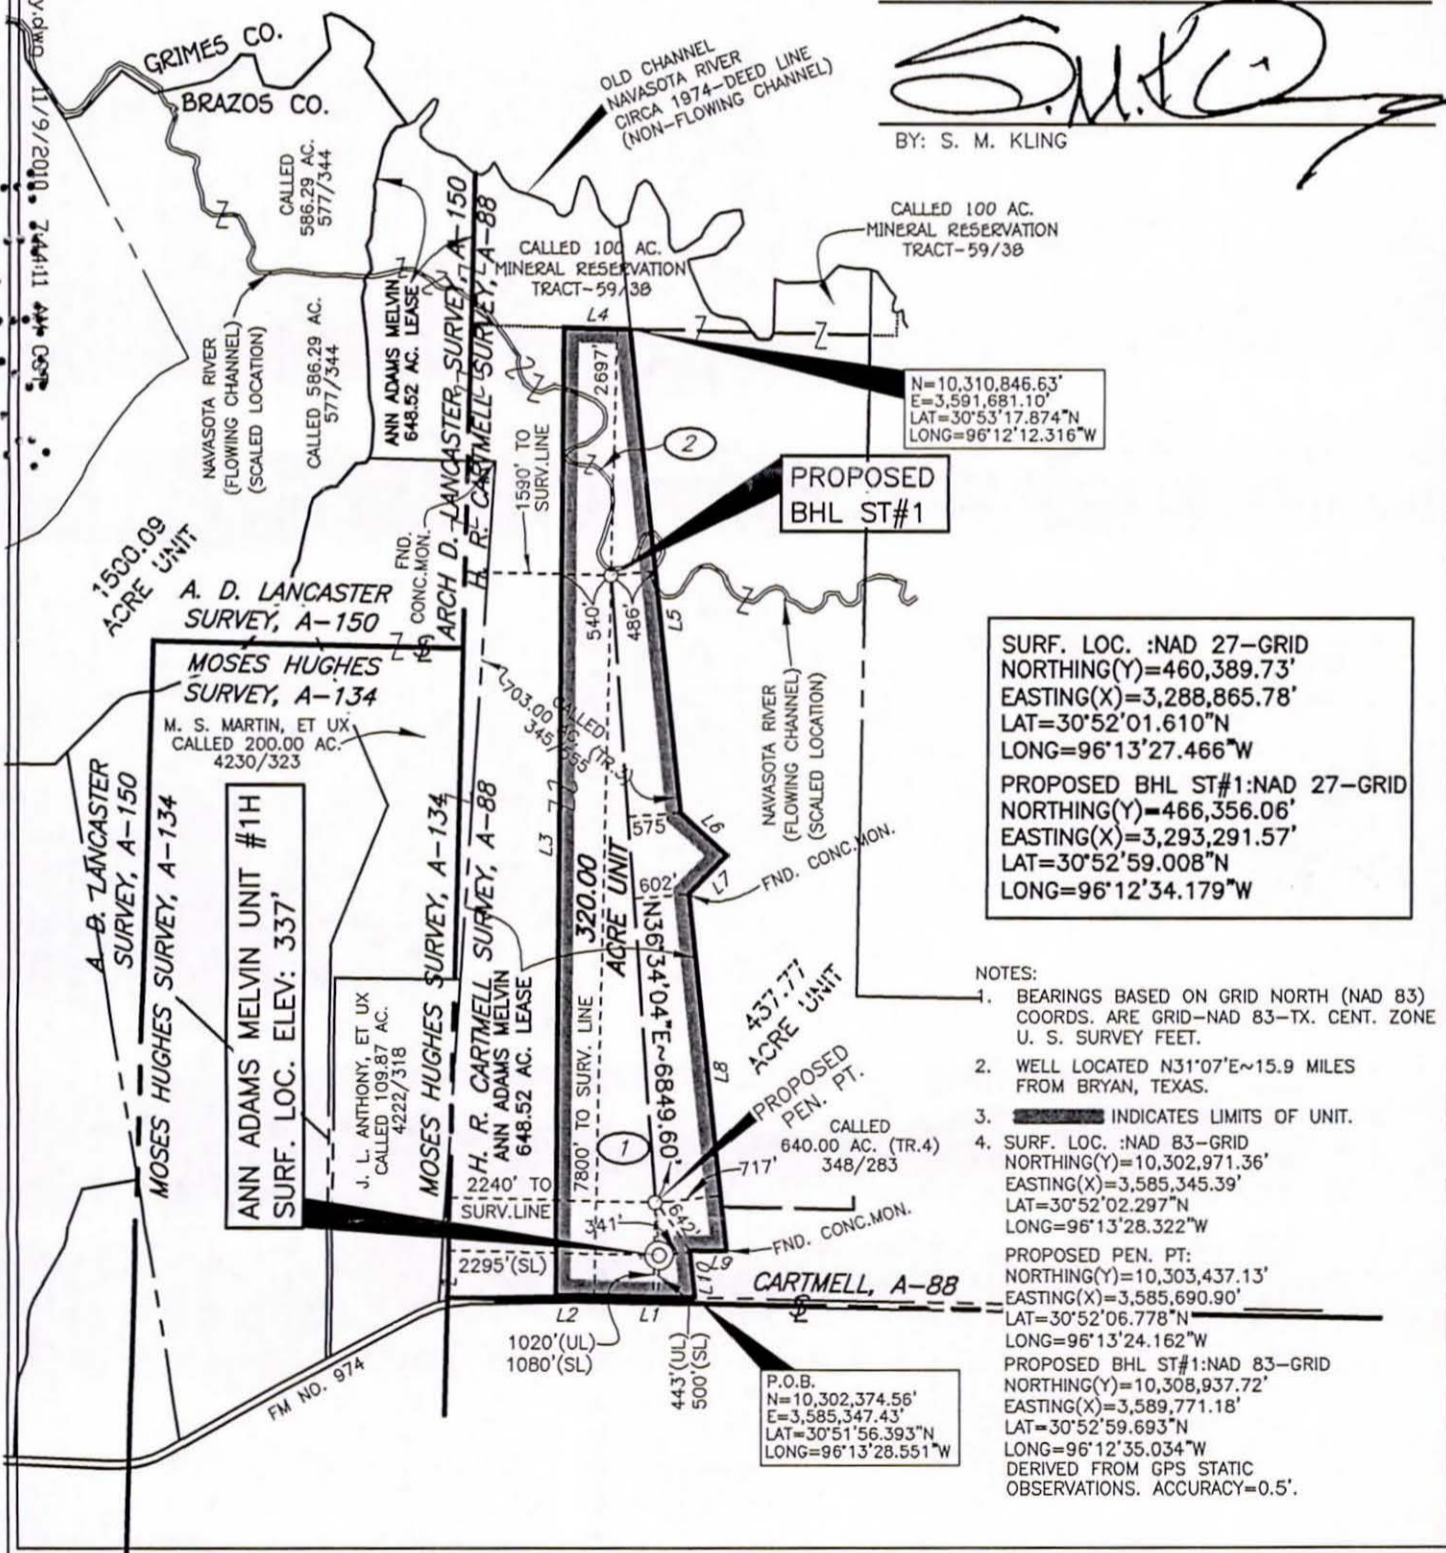 y.dwg 11/9/2010 7:44:11 AM CST
GRIMES CO.
BRAZOS CO.
OLD CHANNEL
NAVASOTA RIVER
CIRCA 1974-DEED LINE
(NON-FLOWING CHANNEL)
BY: S. M. KLING
CALLED 100 AC.
MINERAL RESERVATION
TRACT-59/38
CALLED
586.29 AC.
577/344
CALLED 100 AC.
MINERAL RESERVATION
TRACT-59/38
NAVASOTA RIVER
(FLOWING CHANNEL)
(SCALED LOCATION)
CALLED 586.29 AC.
577/344
ANN ADAMS MELVIN
648.52 AC. LEASE
ARCH D. LANCASTER SURVEY, A-150
H. R. CARTMELL SURVEY, A-88
L4
2697'
N=10,310,846.63'
E=3,591,681.10'
LAT=30°53'17.874"N
LONG=96°12'12.316"W
2
1590' TO
SURV.LINE
PROPOSED
BHL ST#1
FND.
CONC.MON.
1500.09
ACRE UNIT
A. D. LANCASTER
SURVEY, A-150
540'
486'
L5
MOSES HUGHES
SURVEY, A-134
M. S. MARTIN, ET UX
CALLED 200.00 AC.
4230/323
CALLED
703.00 AC. (TR.3)
345/555
NAVASOTA RIVER
(FLOWING CHANNEL)
(SCALED LOCATION)
SURF. LOC. :NAD 27-GRID
NORTHING(Y)=460,389.73'
EASTING(X)=3,288,865.78'
LAT=30°52'01.610"N
LONG=96°13'27.466"W
PROPOSED BHL ST#1:NAD 27-GRID
NORTHING(Y)=466,356.06'
EASTING(X)=3,293,291.57'
LAT=30°52'59.008"N
LONG=96°12'34.179"W
A. D. LANCASTER
SURVEY, A-150
MOSES HUGHES SURVEY, A-134
ANN ADAMS MELVIN UNIT #1H
SURF. LOC. ELEV: 337'
J. L. ANTHONY, ET UX
CALLED 109.87 AC.
4222/318
MOSES HUGHES SURVEY, A-134
H. R. CARTMELL SURVEY, A-88
ANN ADAMS MELVIN
648.52 AC. LEASE
L3
320.00
ACRE UNIT
575'
L6
602'
L7
FND. CONC.MON.
N36°34'04"E~6849.60'
7800' TO SURV. LINE
437.77
ACRE UNIT
L8
PROPOSED
PEN. PT.
CALLED
640.00 AC. (TR.4)
348/283
1
717'
2240' TO
SURV.LINE
341'
642'
FND. CONC.MON.
2295'(SL)
L9
L10
CARTMELL, A-88
L2
L1
1020'(UL)
1080'(SL)
443'(UL)
500'(SL)
FM NO. 974
P.O.B.
N=10,302,374.56'
E=3,585,347.43'
LAT=30°51'56.393"N
LONG=96°13'28.551"W
NOTES:
1. BEARINGS BASED ON GRID NORTH (NAD 83)
COORDS. ARE GRID-NAD 83-TX. CENT. ZONE
U. S. SURVEY FEET.
2. WELL LOCATED N31°07'E~15.9 MILES
FROM BRYAN, TEXAS.
3. INDICATES LIMITS OF UNIT.
4. SURF. LOC. :NAD 83-GRID
NORTHING(Y)=10,302,971.36'
EASTING(X)=3,585,345.39'
LAT=30°52'02.297"N
LONG=96°13'28.322"W
PROPOSED PEN. PT:
NORTHING(Y)=10,303,437.13'
EASTING(X)=3,585,690.90'
LAT=30°52'06.778"N
LONG=96°13'24.162"W
PROPOSED BHL ST#1:NAD 83-GRID
NORTHING(Y)=10,308,937.72'
EASTING(X)=3,589,771.18'
LAT=30°52'59.693"N
LONG=96°12'35.034"W
DERIVED FROM GPS STATIC
OBSERVATIONS. ACCURACY=0.5'.